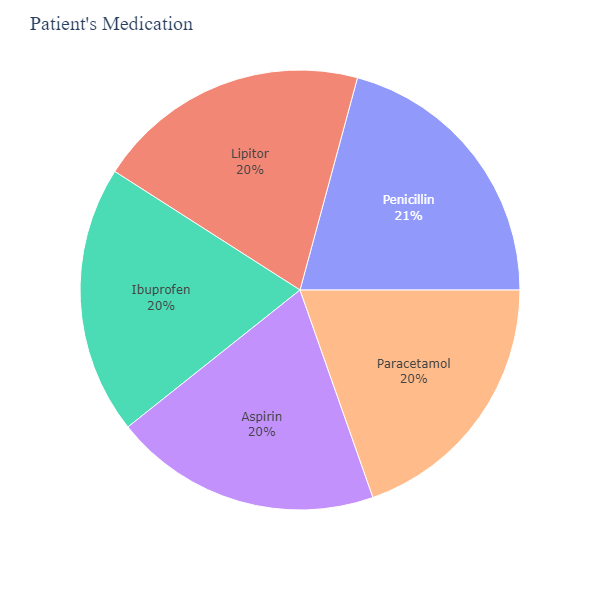 Patient's Medication
Lipitor
20%
Penicillin
21%
Ibuprofen
20%
Paracetamol
20%
Aspirin
20%